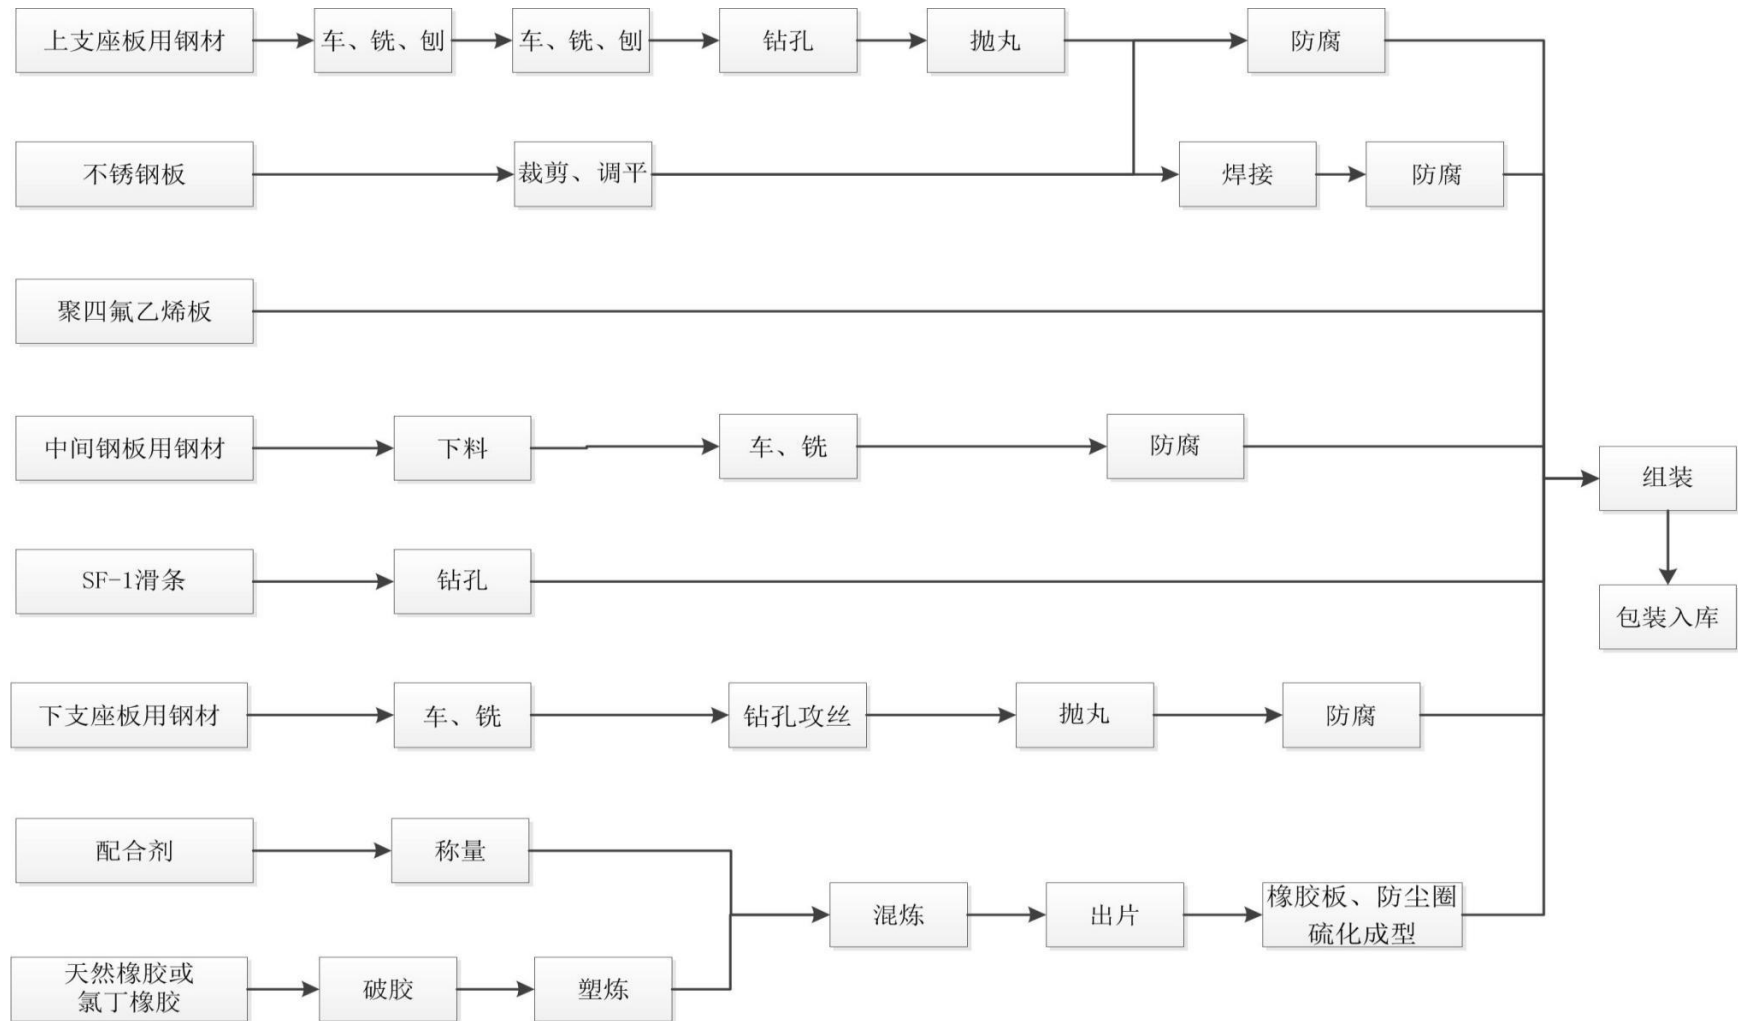 上支座板用钢材
车、铣、刨
车、铣、刨
钻孔
抛丸
防腐
不锈钢板
裁剪、调平
焊接
防腐
聚四氟乙烯板
中间钢板用钢材
下料
车、铣
防腐
组装
SF-1滑条
钻孔
包装入库
下支座板用钢材
车、铣
钻孔攻丝
抛丸
防腐
配合剂
称量
混炼
出片
橡胶板、防尘圈
硫化成型
天然橡胶或
氯丁橡胶
破胶
塑炼